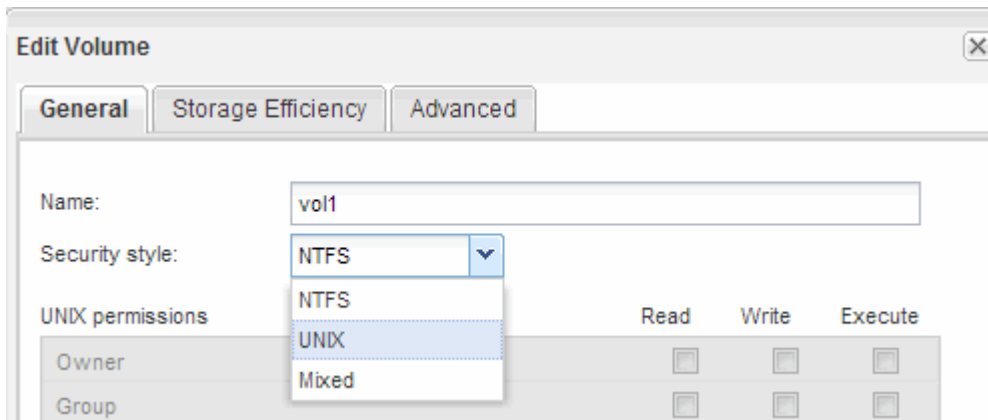 Edit Volume
General Storage Efficiency Advanced
Name: vol1
Security style: NTFS
NTFS
UNIX permissions Read Write Execute
UNIX
Owner
Mixed
Group